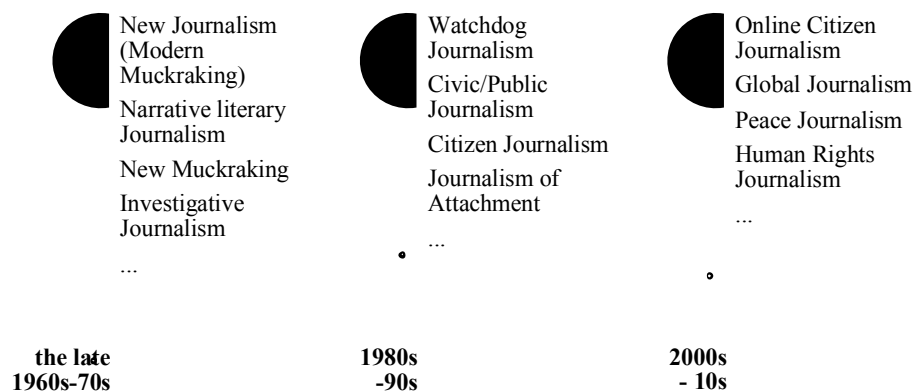 New Journalism
(Modern
Muckraking)
Narrative literary
Journalism
New Muckraking
Investigative
Journalism
...
the late
1960s-70s
Watchdog
Journalism
Civic/Public
Journalism
Citizen Journalism
Journalism of
Attachment
...
1980s
-90s
Online Citizen
Journalism
Global Journalism
Peace Journalism
Human Rights
Journalism
...
2000s
- 10s